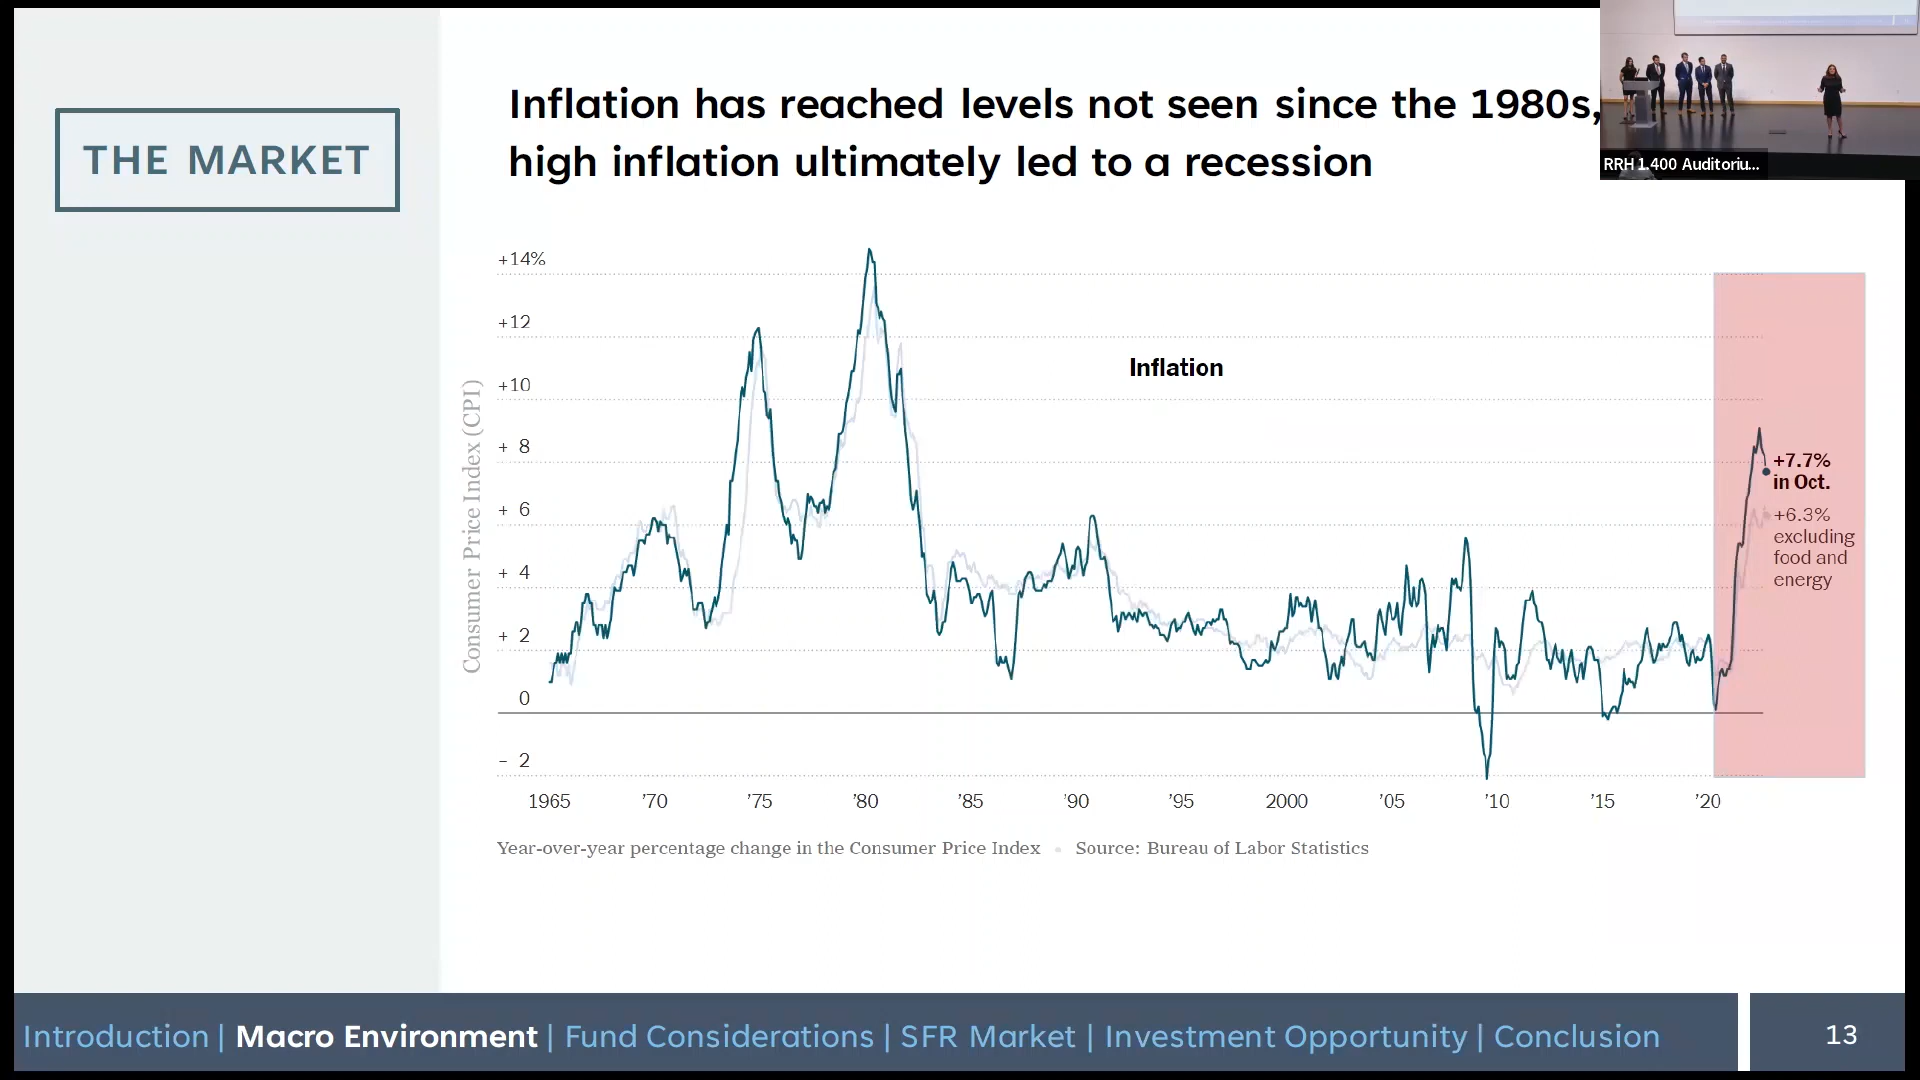 THE MARKET
Inflation has reached levels not seen since the 1980s,
high inflation ultimately led to a recession
RRH 1.400 Auditoriu...
Consumer Price Index (CPI)
+14%
+12
+10
+ 8
+ 6
+ 4
+ 2
0
- 2
Inflation
+7.7%
in Oct.
+6.3%
excluding
food and
energy
1965 ’70 ’75 ’80 ’85 ’90 ’95 2000 ’05 ’10 ’15 ’20
Year-over-year percentage change in the Consumer Price Index • Source: Bureau of Labor Statistics
Introduction | Macro Environment | Fund Considerations | SFR Market | Investment Opportunity | Conclusion
13